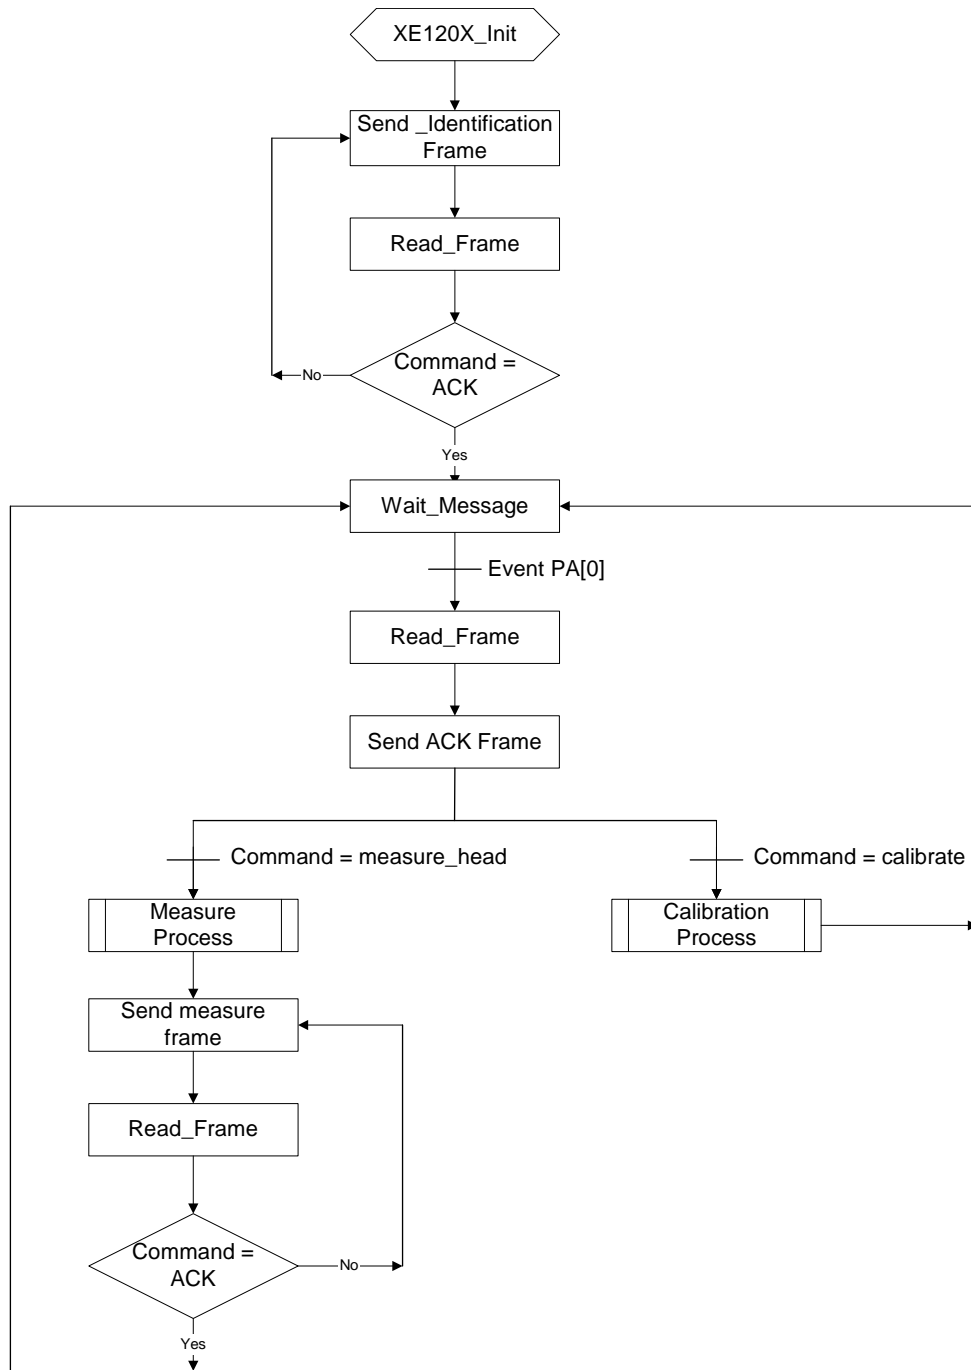 XE120X_Init
Send _Identification
Frame
Read_Frame
Command =
ACK
No
Yes
Wait_Message
Event PA[0]
Read_Frame
Send ACK Frame
Command = measure_head
Command = calibrate
Measure
Process
Calibration
Process
Send measure
frame
Read_Frame
Command =
ACK
No
Yes